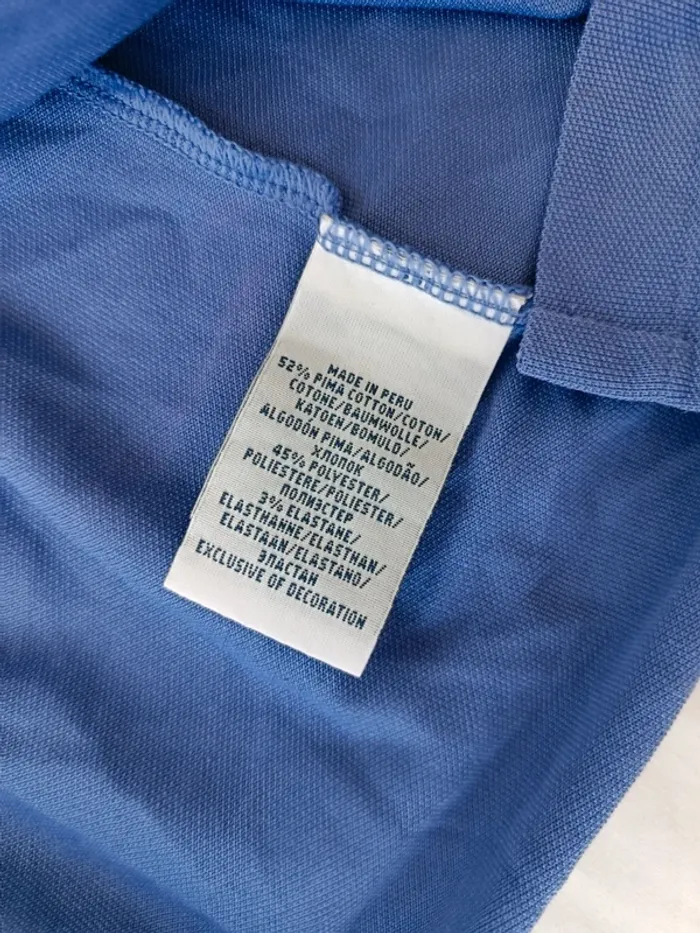 MADE IN PERU
52% PIMA COTTON/COTON/
COTONE/BAUMWOLLE/
KATOEN/BOMULD/
ALGODÓN PIMA/ALGODÃO/
ХЛОПОК
45% POLYESTER/
POLIESTERE/POLIESTER/
ПОЛИЭСТЕР
3% ELASTANE/
ELASTHANNE/ELASTHAN/
ELASTAAN/ELASTANO/
ЭЛАСТАН
EXCLUSIVE OF DECORATION